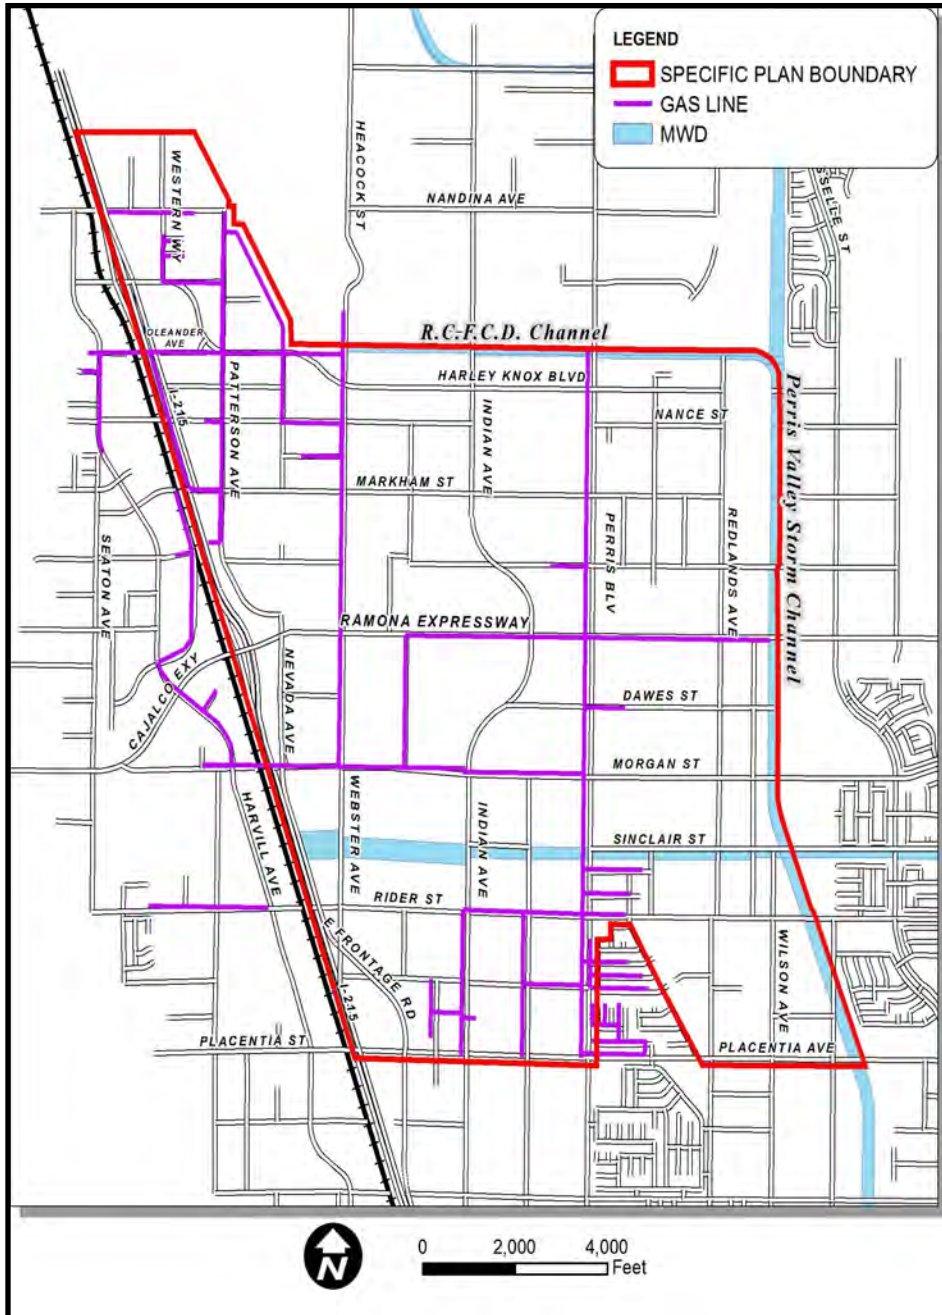 LEGEND
SPECIFIC PLAN BOUNDARY
GAS LINE
MWD
HEACOCK ST
WESTERN WY
NANDINA AVE
R.C.F.C.D. Channel
OLEANDER
AVE
HARLEY KNOX BLVD
I-215
PATTERSON AVE
INDIAN AVE
NANCE ST
Perris Valley Storm Channel
MARKHAM ST
SEATON AVE
PERRIS BLV
REDLANDS AVE
RAMONA EXPRESSWAY
CAJALCO EXY
NEVADA AVE
DAWES ST
MORGAN ST
HARVILL AVE
WEBSTER AVE
INDIAN AVE
SINCLAIR ST
RIDER ST
E FRONTAGE RD
WILSON AVE
I-215
PLACENTIA ST
PLACENTIA AVE
N
0 2,000 4,000
Feet